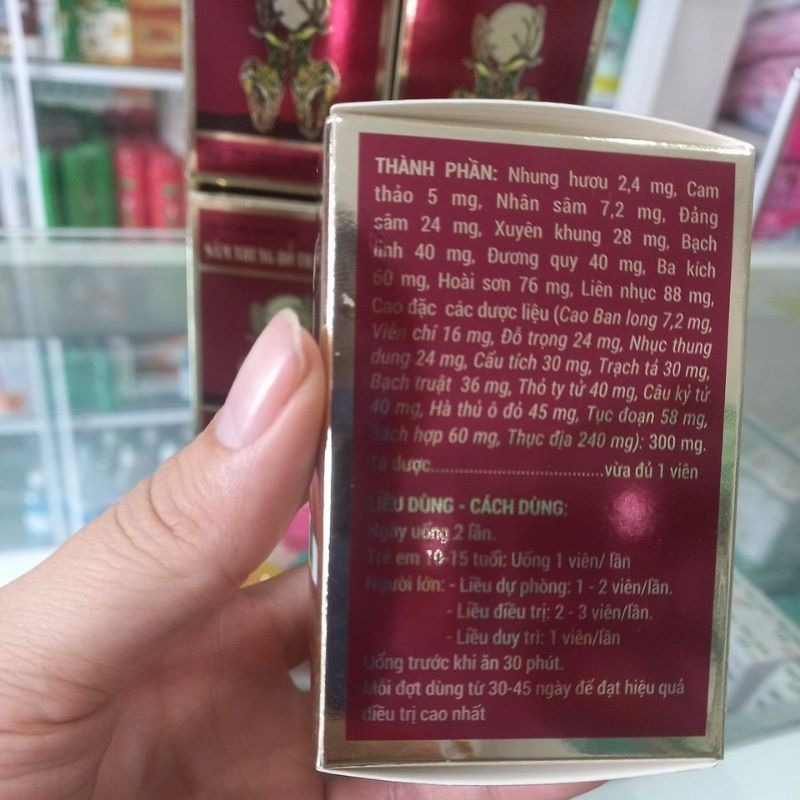 SÂM NHUNG BỔ
THÀNH PHẦN: Nhung hươu 2,4 mg, Cam
thảo 5 mg, Nhân sâm 7,2 mg, Đảng
sâm 24 mg, Xuyên khung 28 mg, Bạch
linh 40 mg, Đương quy 40 mg, Ba kích
60 mg, Hoài sơn 76 mg, Liên nhục 88 mg,
Cao đặc các dược liệu (Cao Ban long 7,2 mg,
Viễn chí 16 mg, Đỗ trọng 24 mg, Nhục thung
dung 24 mg, Cẩu tích 30 mg, Trạch tả 30 mg,
Bạch truật 36 mg, Thỏ ty tử 40 mg, Câu kỷ tử
40 mg, Hà thủ ô đỏ 45 mg, Tục đoạn 58 mg,
Bách hợp 60 mg, Thục địa 240 mg): 300 mg.
Tá dược....................................vừa đủ 1 viên
LIỀU DÙNG - CÁCH DÙNG:
Ngày uống 2 lần.
Trẻ em 10-15 tuổi: Uống 1 viên/ lần
Người lớn: - Liều dự phòng: 1 - 2 viên/lần.
- Liều điều trị: 2 - 3 viên/lần.
- Liều duy trì: 1 viên/lần
Uống trước khi ăn 30 phút.
Mỗi đợt dùng từ 30-45 ngày để đạt hiệu quả
điều trị cao nhất